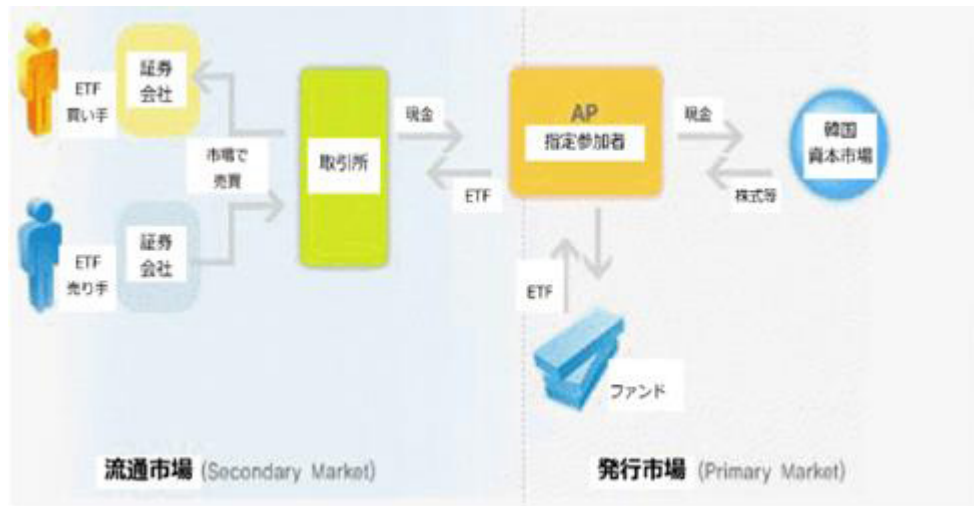 ETF
買い手
証券
会社
市場で
売買
ETF
売り手
証券
会社
取引所
現金
ETF
AP
指定参加者
現金
株式等
韓国
資本市場
ETF
ファンド
流通市場 (Secondary Market)
発行市場 (Primary Market)